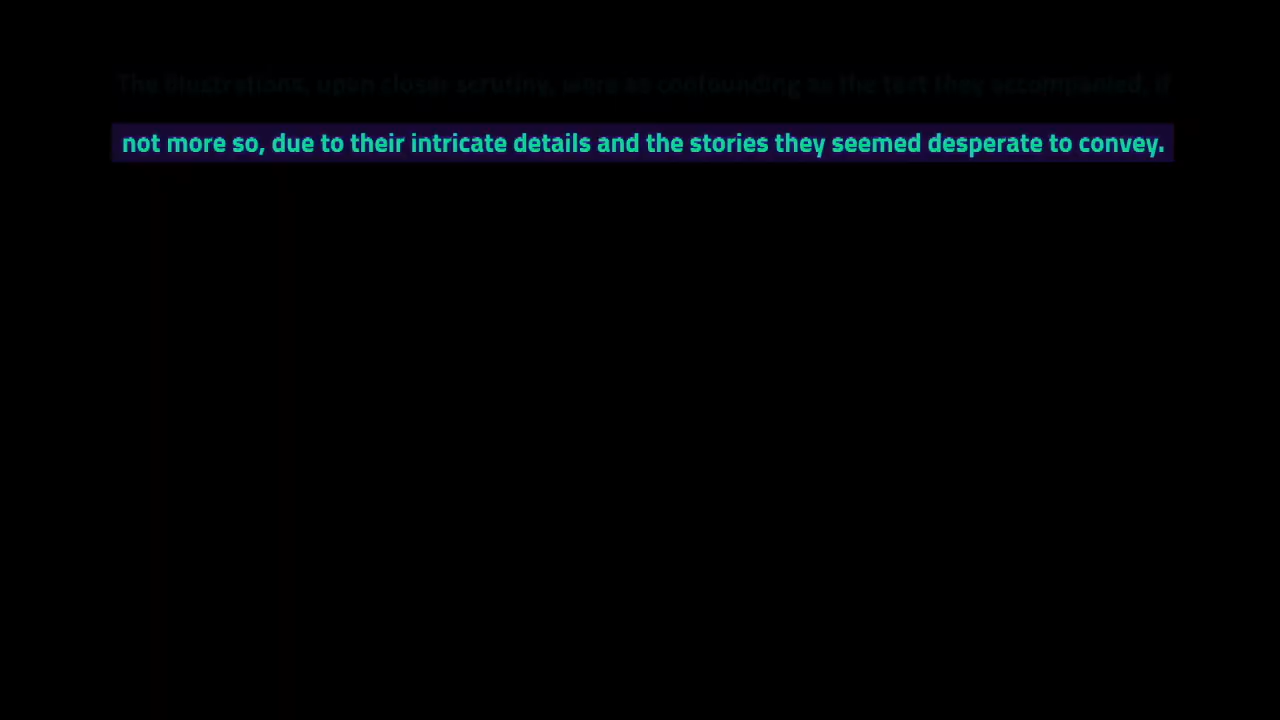 The illustrations, upon closer scrutiny, were as confounding as the text they accompanied, if
not more so, due to their intricate details and the stories they seemed desperate to convey.